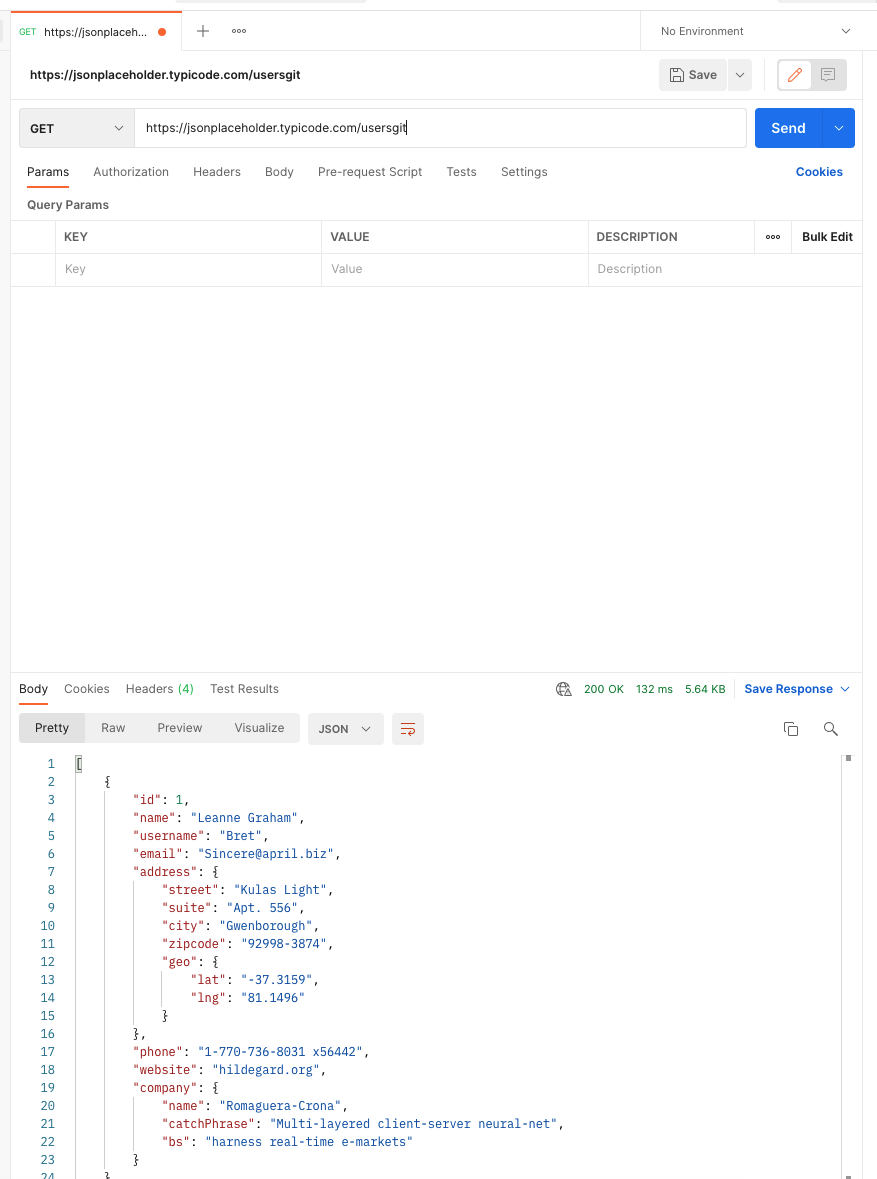 GET https://jsonplaceh...
No Environment
https://jsonplaceholder.typicode.com/usersgit
Save
GET https://jsonplaceholder.typicode.com/usersgit Send
Params Authorization Headers Body Pre-request Script Tests Settings Cookies
Query Params
KEY VALUE DESCRIPTION Bulk Edit
Key Value Description
Body Cookies Headers (4) Test Results 200 OK 132 ms 5.64 KB Save Response
Pretty Raw Preview Visualize JSON
1 [
2 {
3 "id": 1,
4 "name": "Leanne Graham",
5 "username": "Bret",
6 "email": "Sincere@april.biz",
7 "address": {
8 "street": "Kulas Light",
9 "suite": "Apt. 556",
10 "city": "Gwenborough",
11 "zipcode": "92998-3874",
12 "geo": {
13 "lat": "-37.3159",
14 "lng": "81.1496"
15 }
16 },
17 "phone": "1-770-736-8031 x56442",
18 "website": "hildegard.org",
19 "company": {
20 "name": "Romaguera-Crona",
21 "catchPhrase": "Multi-layered client-server neural-net",
22 "bs": "harness real-time e-markets"
23 }
24 }